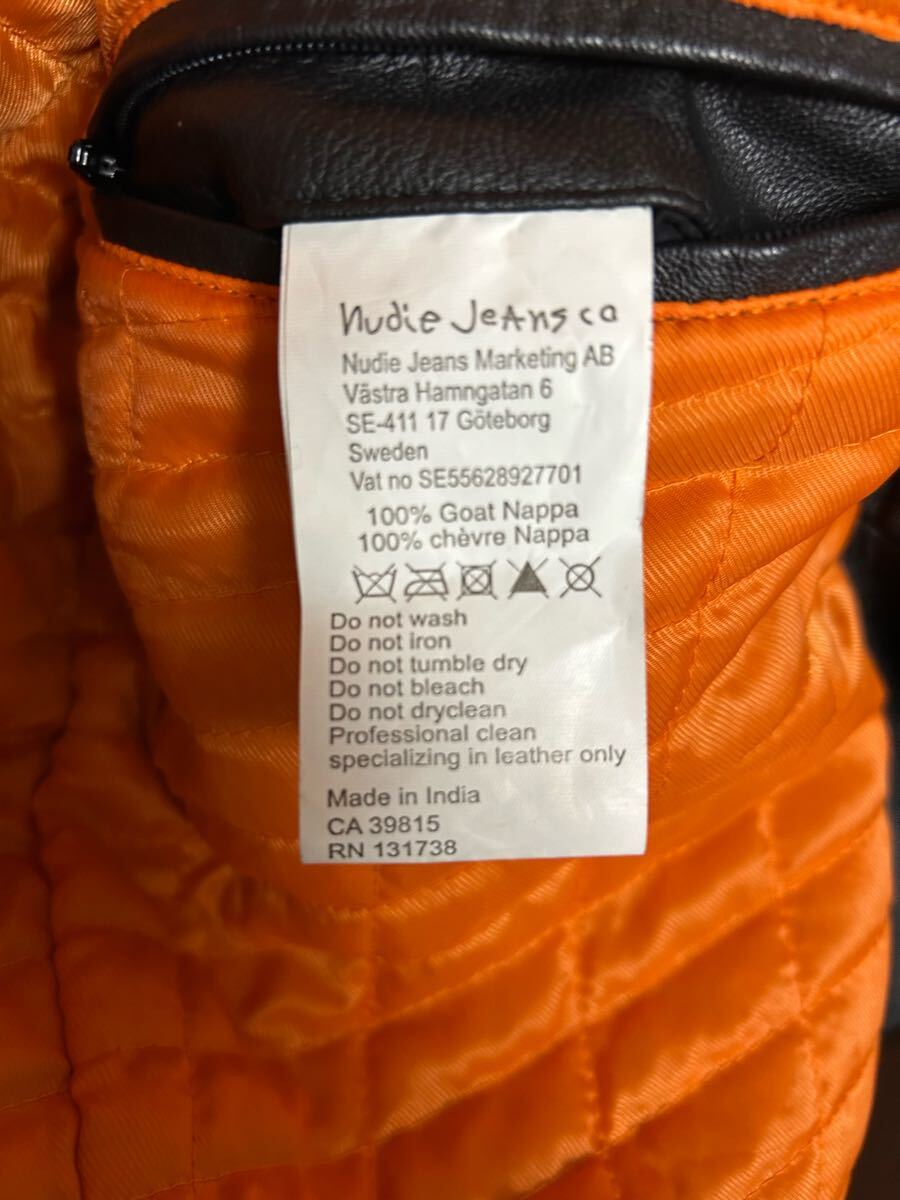 Nudie Jeans co
Nudie Jeans Marketing AB
Västra Hamngatan 6
SE-411 17 Göteborg
Sweden
Vat no SE55628927701
100% Goat Nappa
100% chèvre Nappa
Do not wash
Do not iron
Do not tumble dry
Do not bleach
Do not dryclean
Professional clean
specializing in leather only
Made in India
CA 39815
RN 131738